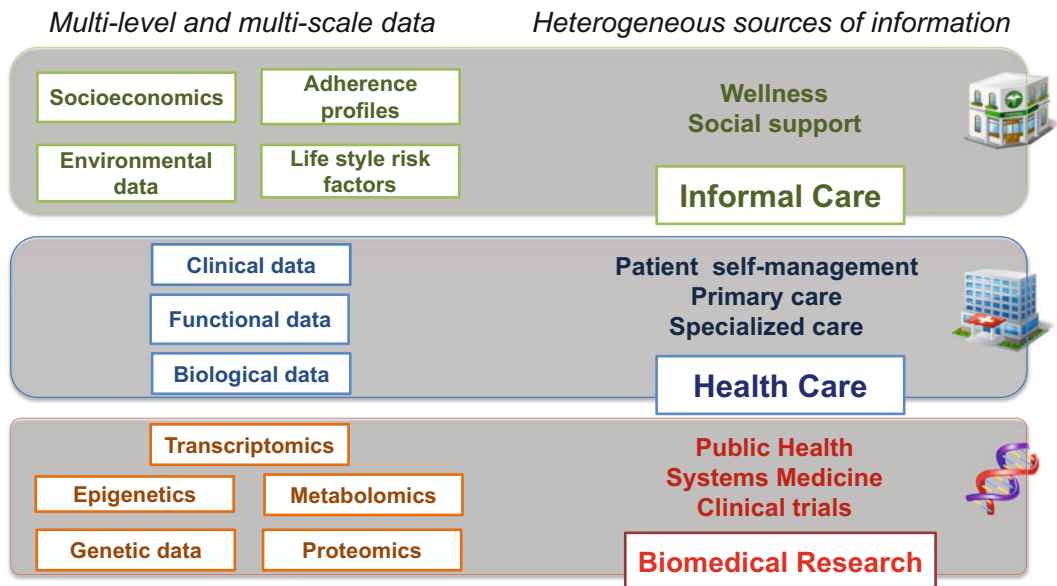 Multi-level and multi-scale data
Heterogeneous sources of information
Socioeconomics
Adherence
profiles
Environmental
data
Life style risk
factors
Wellness
Social support
Informal Care
Clinical data
Functional data
Biological data
Patient self-management
Primary care
Specialized care
Health Care
Transcriptomics
Epigenetics
Metabolomics
Genetic data
Proteomics
Public Health
Systems Medicine
Clinical trials
Biomedical Research